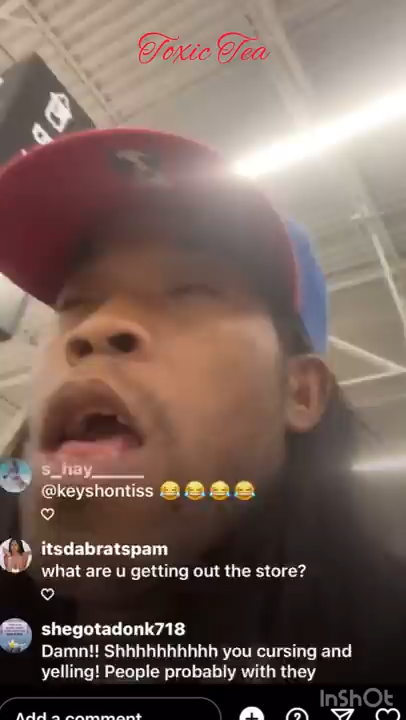 Toxic Tea
s_hay_____
@keyshontiss 😂😂😂😂
itsdabratspam
what are u getting out the store?
shegotadonk718
Damn!! Shhhhhhhhhh you cursing and
yelling! People probably with they
InShOt
Add a comment